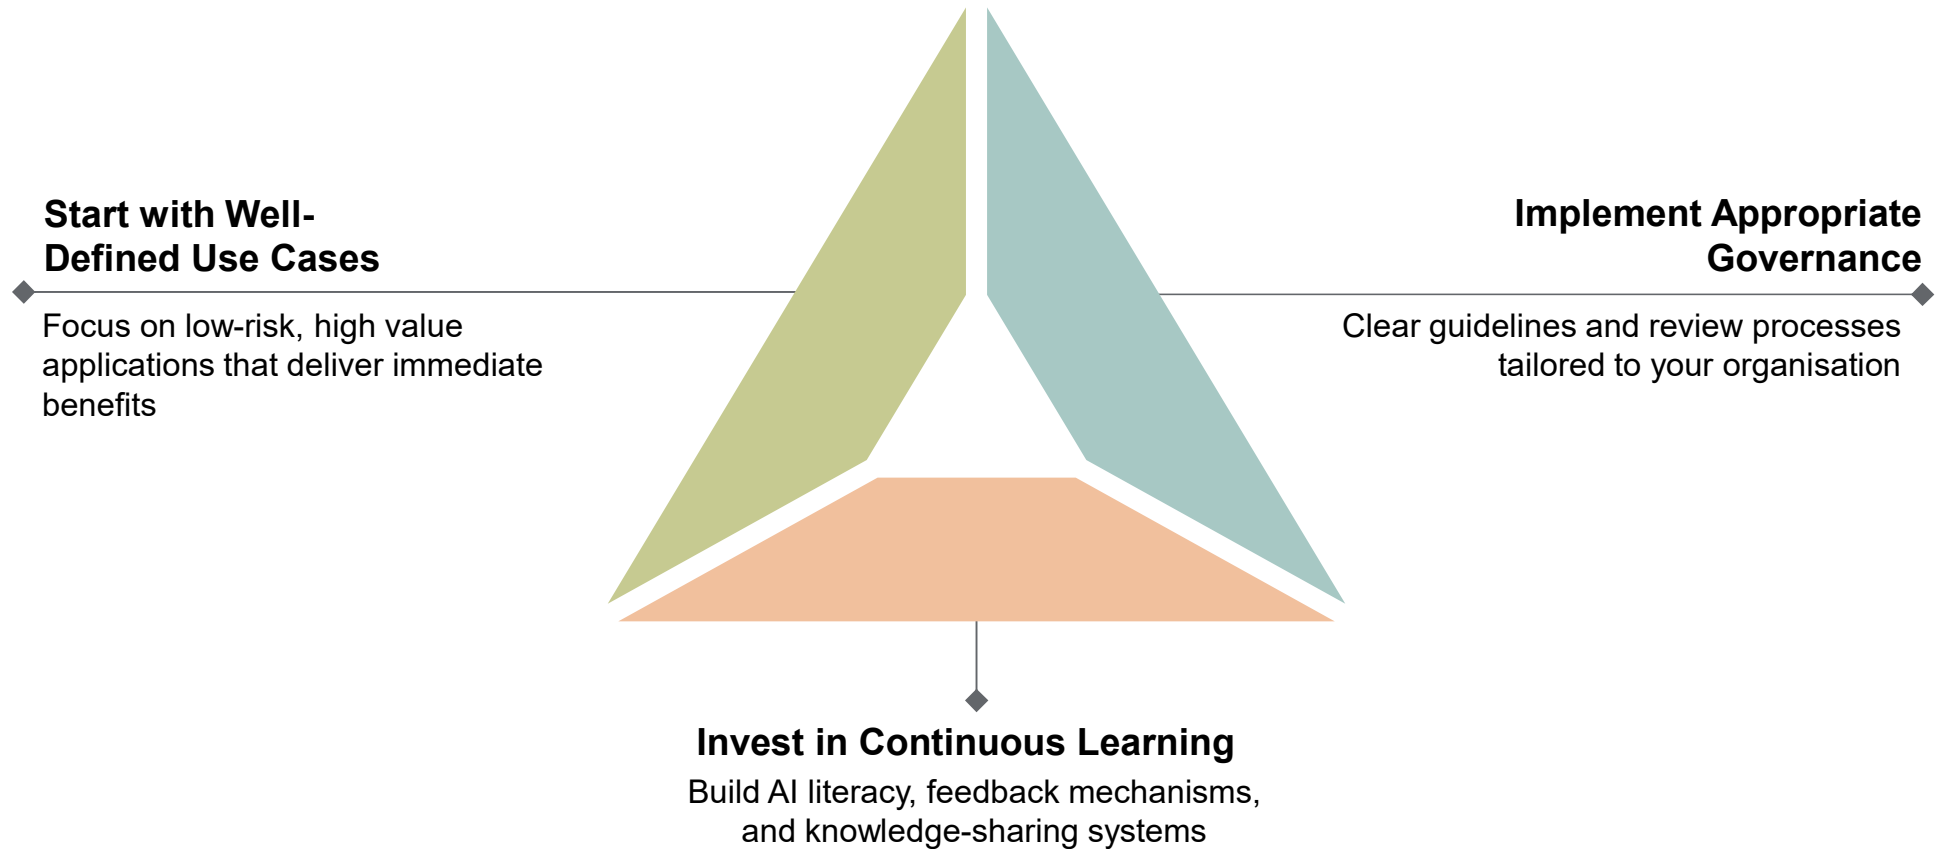 Start with Well-
Defined Use Cases
Focus on low-risk, high value
applications that deliver immediate
benefits
Implement Appropriate
Governance
Clear guidelines and review processes
tailored to your organisation
Invest in Continuous Learning
Build AI literacy, feedback mechanisms,
and knowledge-sharing systems